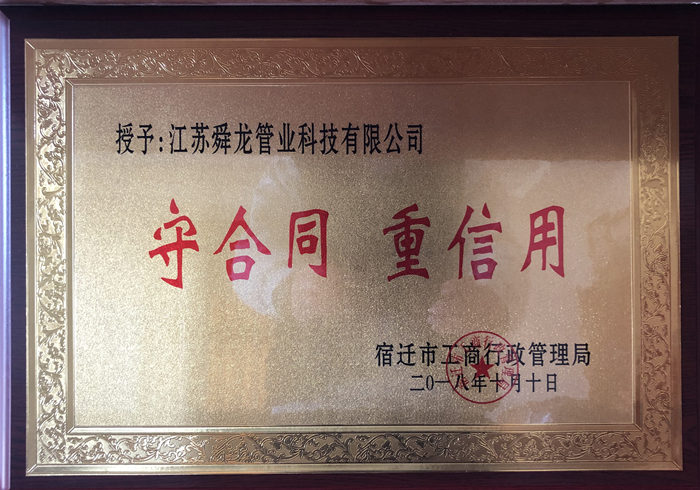 授予:江苏舜龙管业科技有限公司
守合同 重信用
宿迁市工商行政管理局
二〇一八年十月十日